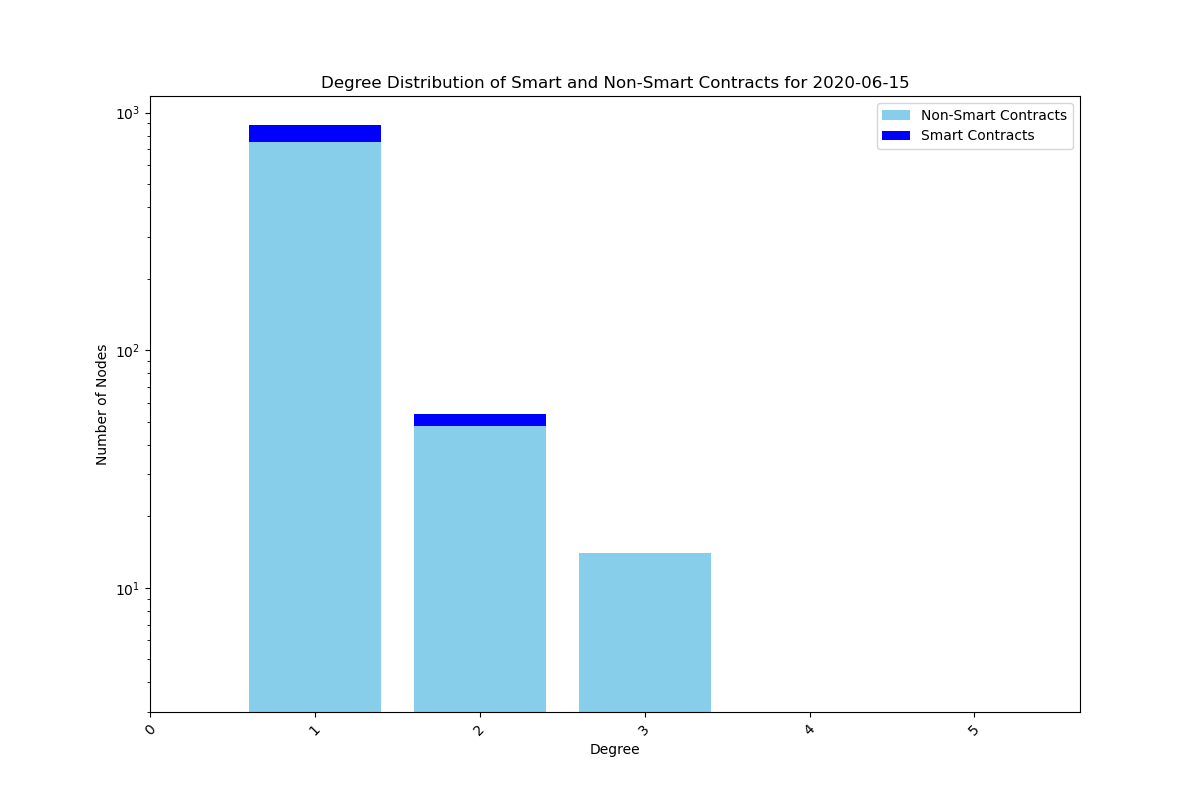 Degree Distribution of Smart and Non-Smart Contracts for 2020-06-15
Non-Smart Contracts
Smart Contracts
Number of Nodes
10³
10²
10¹
0 1 2 3 4 5
Degree